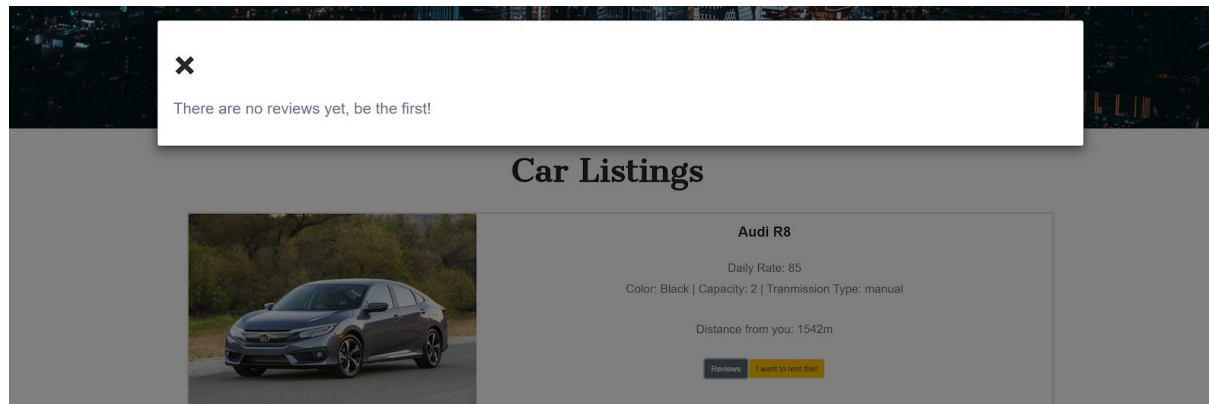 ×
There are no reviews yet, be the first!
Car Listings
Audi R8
Daily Rate: 85
Color: Black | Capacity: 2 | Tranmission Type: manual
Distance from you: 1542m
Reviews I want to rent this!